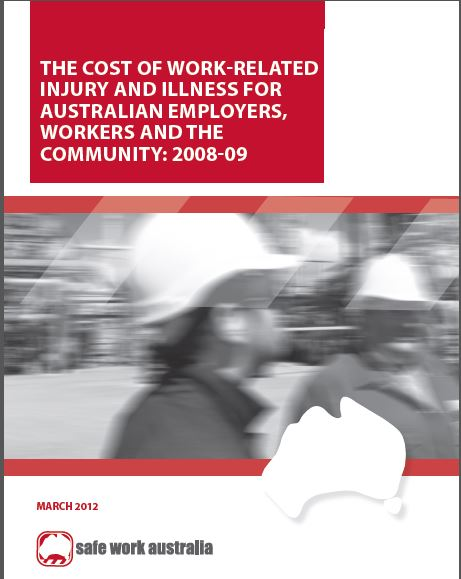 THE COST OF WORK-RELATED
INJURY AND ILLNESS FOR
AUSTRALIAN EMPLOYERS,
WORKERS AND THE
COMMUNITY: 2008-09
MARCH 2012
safe work australia